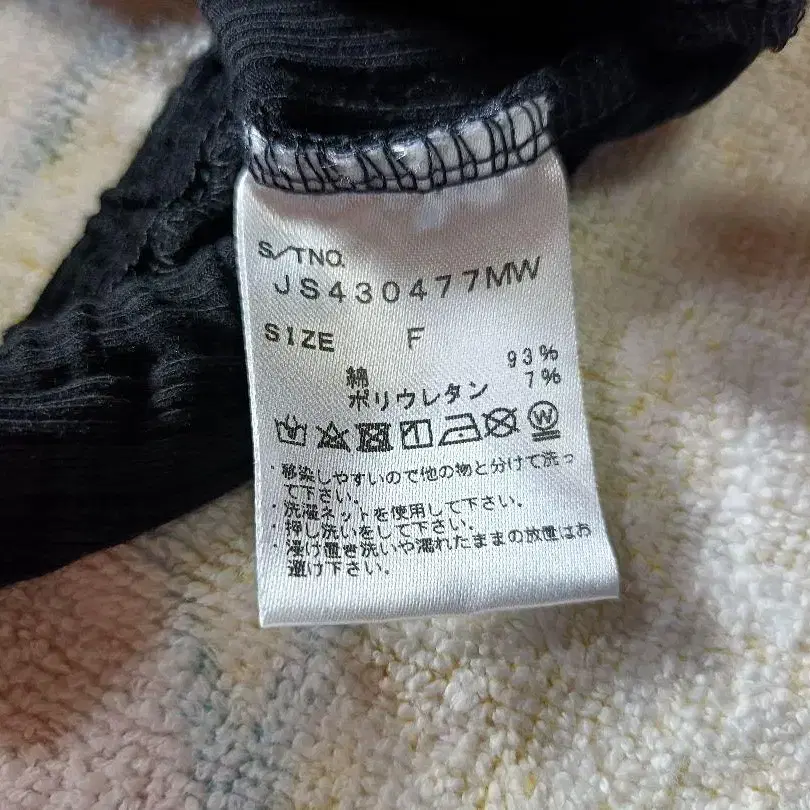 S/TNO.
JS430477MW
SIZE F
綿 93%
ポリウレタン 7%
W
・移染しやすいので他の物と分けて洗っ
て下さい。
・洗濯ネットを使用して下さい。
・押し洗いをして下さい。
・浸け置き洗いや濡れたままの放置はお
避け下さい。